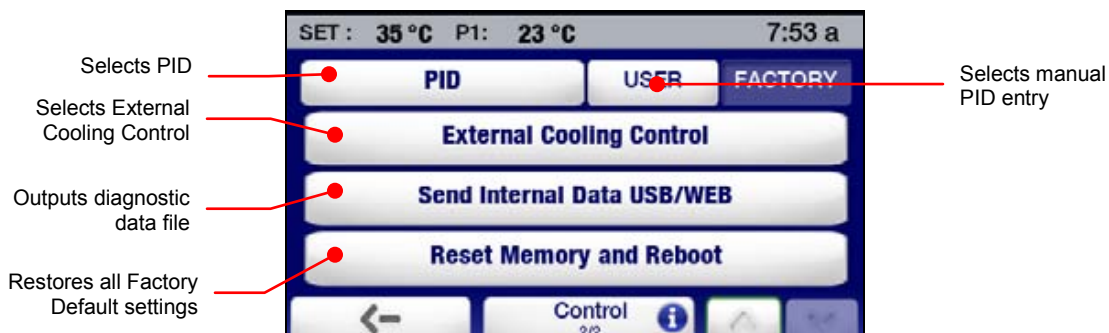 SET : 35 °C P1: 23 °C 7:53 a
Selects PID
PID USER FACTORY
Selects manual
PID entry
Selects External
Cooling Control
External Cooling Control
Outputs diagnostic
data file
Send Internal Data USB/WEB
Restores all Factory
Default settings
Reset Memory and Reboot
Control